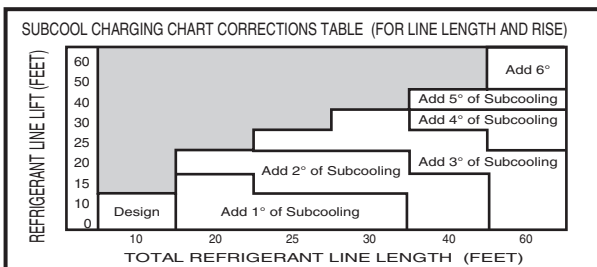 SUBCOOL CHARGING CHART CORRECTIONS TABLE (FOR LINE LENGTH AND RISE)
REFRIGERANT LINE LIFT (FEET)
60
50
40
30
25
20
15
10
0
Add 6°
Add 5° of Subcooling
Add 4° of Subcooling
Add 3° of Subcooling
Add 2° of Subcooling
Design
Add 1° of Subcooling
10 20 25 30 40 60
TOTAL REFRIGERANT LINE LENGTH (FEET)